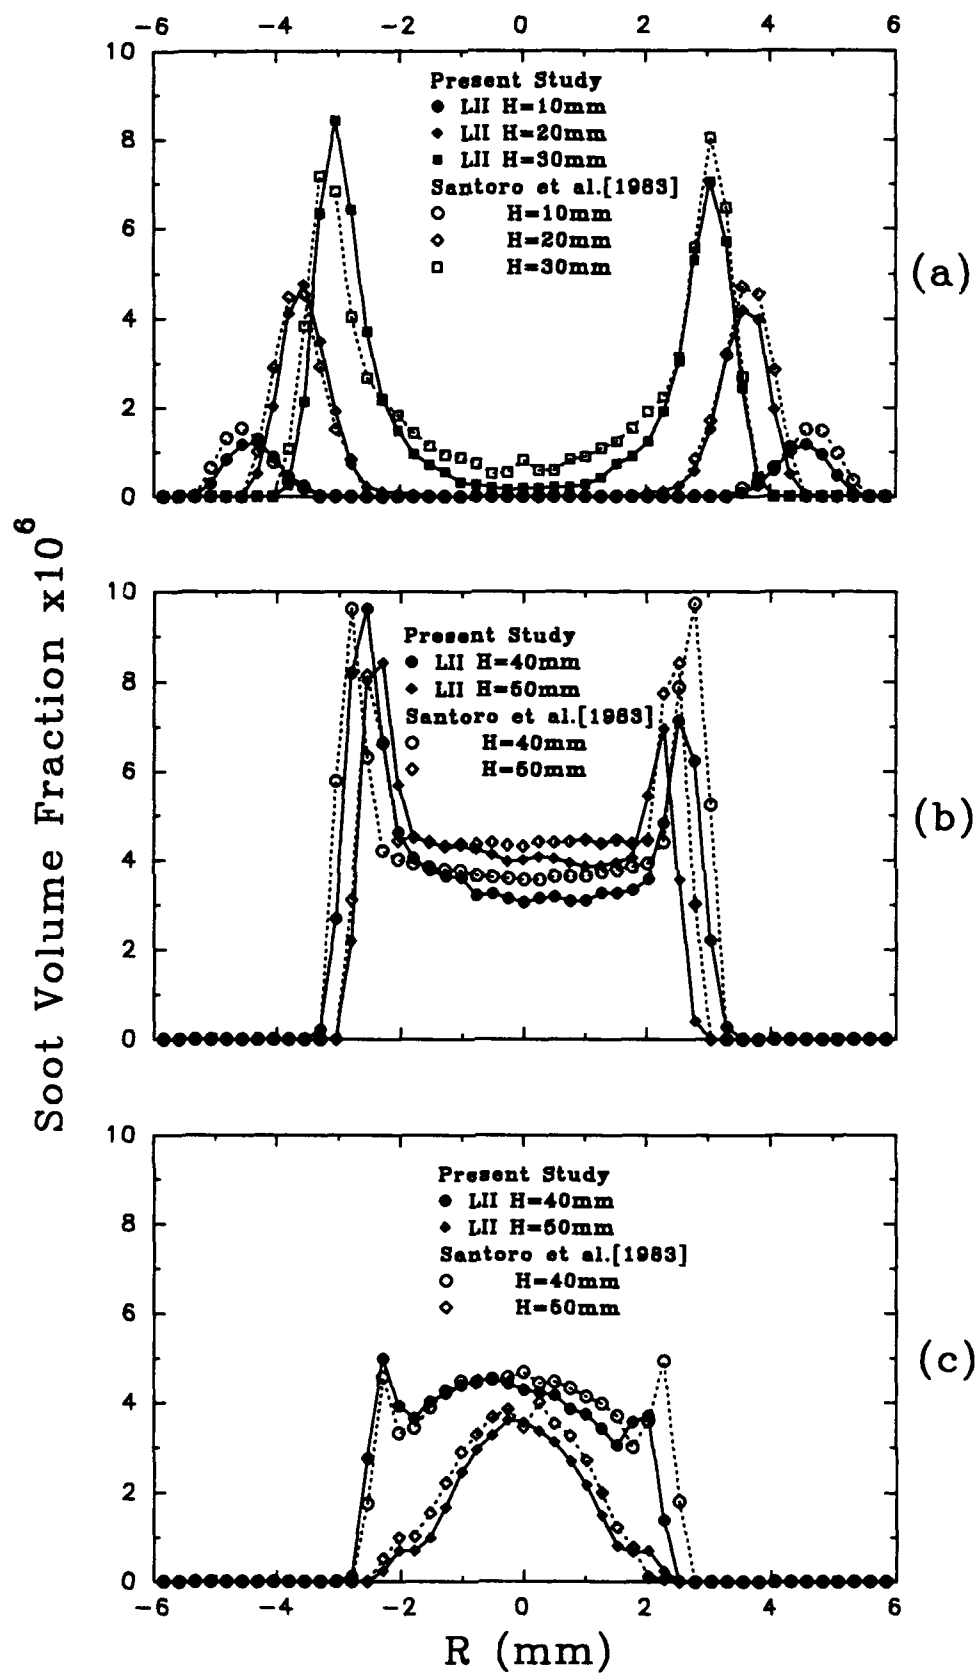 −6 −4 −2 0 2 4 6
10
8
6
4
2
0
Present Study
LII H=10mm
LII H=20mm
LII H=30mm
Santoro et al.[1983]
H=10mm
H=20mm
H=30mm
(a)
Soot Volume Fraction x10⁶
10
8
6
4
2
0
Present Study
LII H=40mm
LII H=50mm
Santoro et al.[1983]
H=40mm
H=50mm
(b)
10
8
6
4
2
0
Present Study
LII H=40mm
LII H=50mm
Santoro et al.[1983]
H=40mm
H=50mm
(c)
−6 −4 −2 0 2 4 6
R (mm)